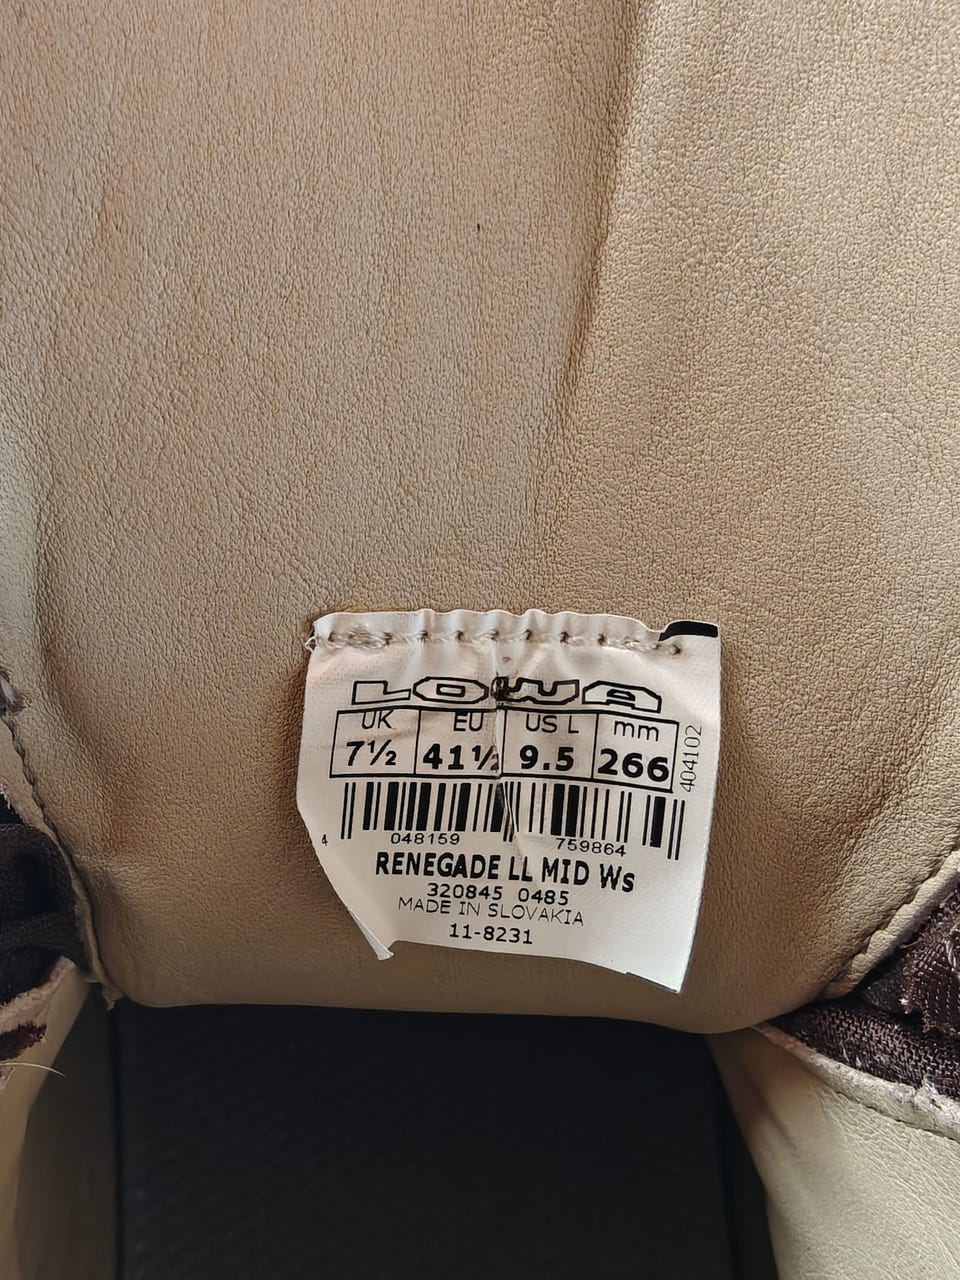 LOWA
UK EU US L mm
7½ 41½ 9.5 266
404102
4 048159 759864
RENEGADE LL MID Ws
320845 0485
MADE IN SLOVAKIA
11-8231